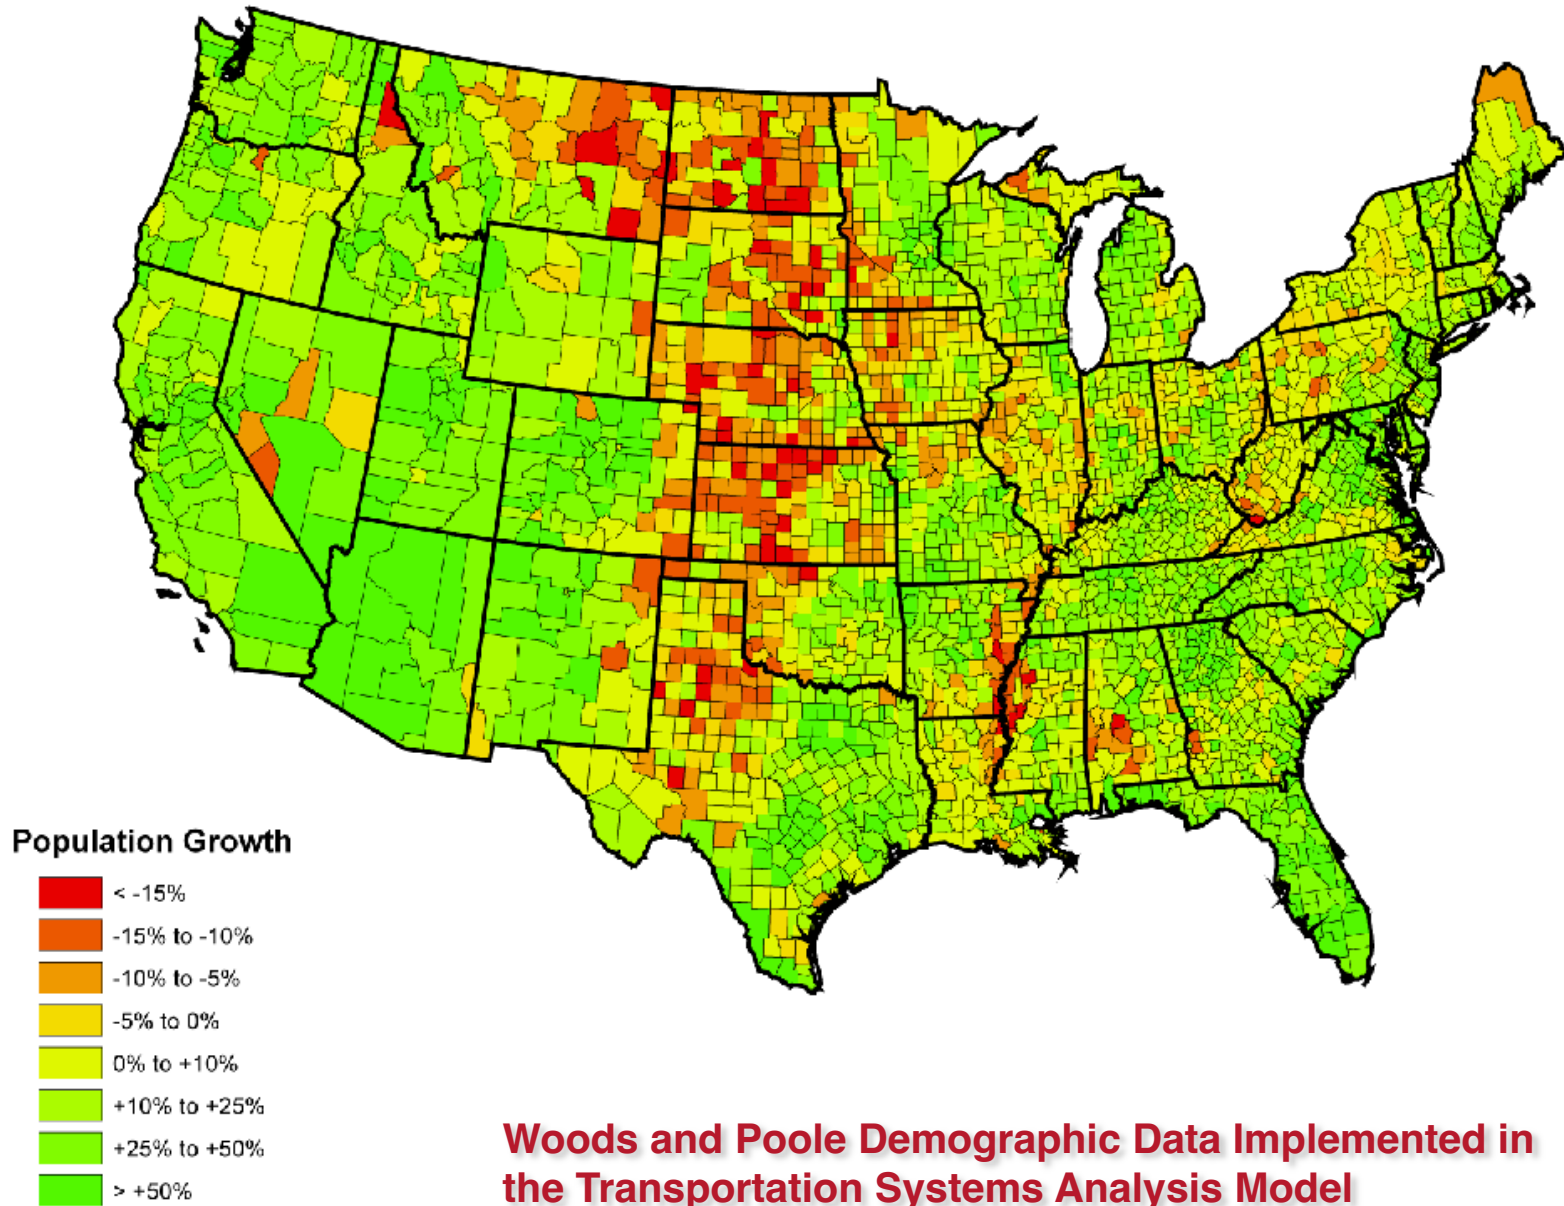 Population Growth
< -15%
-15% to -10%
-10% to -5%
-5% to 0%
0% to +10%
+10% to +25%
+25% to +50%
> +50%
Woods and Poole Demographic Data Implemented in
the Transportation Systems Analysis Model